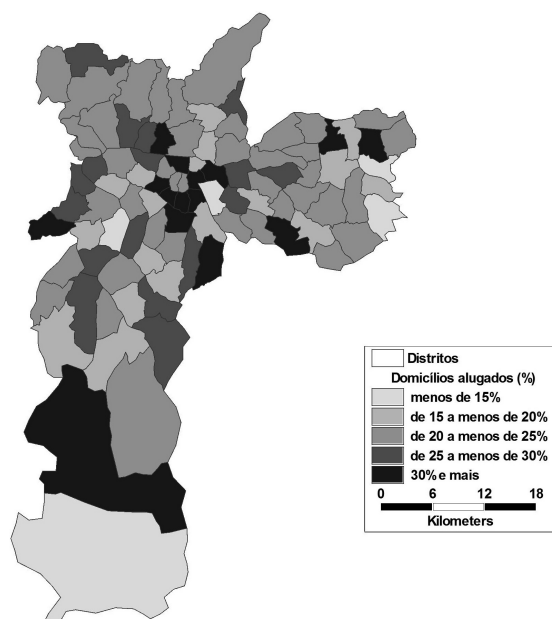 Distritos
Domicílios alugados (%)
menos de 15%
de 15 a menos de 20%
de 20 a menos de 25%
de 25 a menos de 30%
30% e mais
0 6 12 18
Kilometers